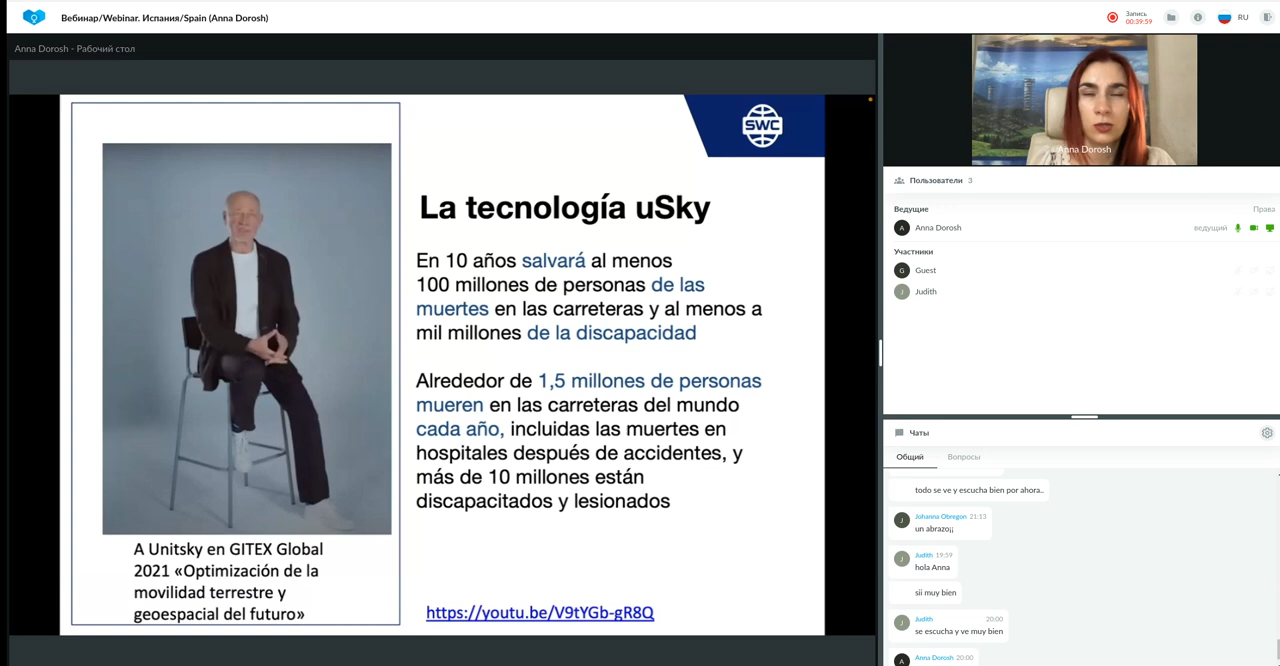 Вебинар/Webinar. Испания/Spain (Anna Dorosh)
Запись
00:39:59
RU
Anna Dorosh - Рабочий стол
SWC
La tecnología uSky
En 10 años salvará al menos
100 millones de personas de las
muertes en las carreteras y al menos a
mil millones de la discapacidad
Alrededor de 1,5 millones de personas
mueren en las carreteras del mundo
cada año, incluidas las muertes en
hospitales después de accidentes, y
más de 10 millones están
discapacitados y lesionados
A Unitsky en GITEX Global
2021 «Optimización de la
movilidad terrestre y
geoespacial del futuro»
https://youtu.be/V9tYGb-gR8Q
Anna Dorosh
Пользователи 3
Ведущие Права
A Anna Dorosh ведущий
Участники
G Guest
J Judith
Чаты
Общий Вопросы
todo se ve y escucha bien por ahora..
J Johanna Obregon 21:13
un abrazo¡¡
J Judith 19:59
hola Anna
sii muy bien
J Judith 20:00
se escucha y ve muy bien
A Anna Dorosh 20:00